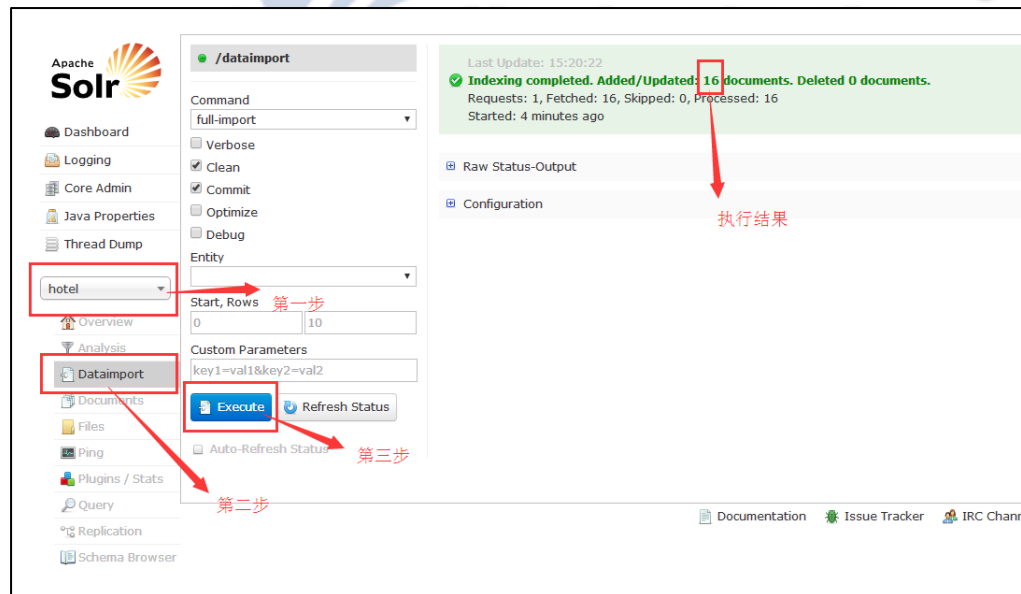 Apache
Solr
Dashboard
Logging
Core Admin
Java Properties
Thread Dump
hotel
第一步
Overview
Analysis
Dataimport
Documents
Files
Ping
Plugins / Stats
第二步
Query
Replication
Schema Browser
/dataimport
Command
full-import
Verbose
Clean
Commit
Optimize
Debug
Entity
Start, Rows
0 10
Custom Parameters
key1=val1&key2=val2
Execute Refresh Status
Auto-Refresh Status
第三步
Last Update: 15:20:22
Indexing completed. Added/Updated: 16 documents. Deleted 0 documents.
Requests: 1, Fetched: 16, Skipped: 0, Processed: 16
Started: 4 minutes ago
Raw Status-Output
Configuration
执行结果
Documentation Issue Tracker IRC Chann